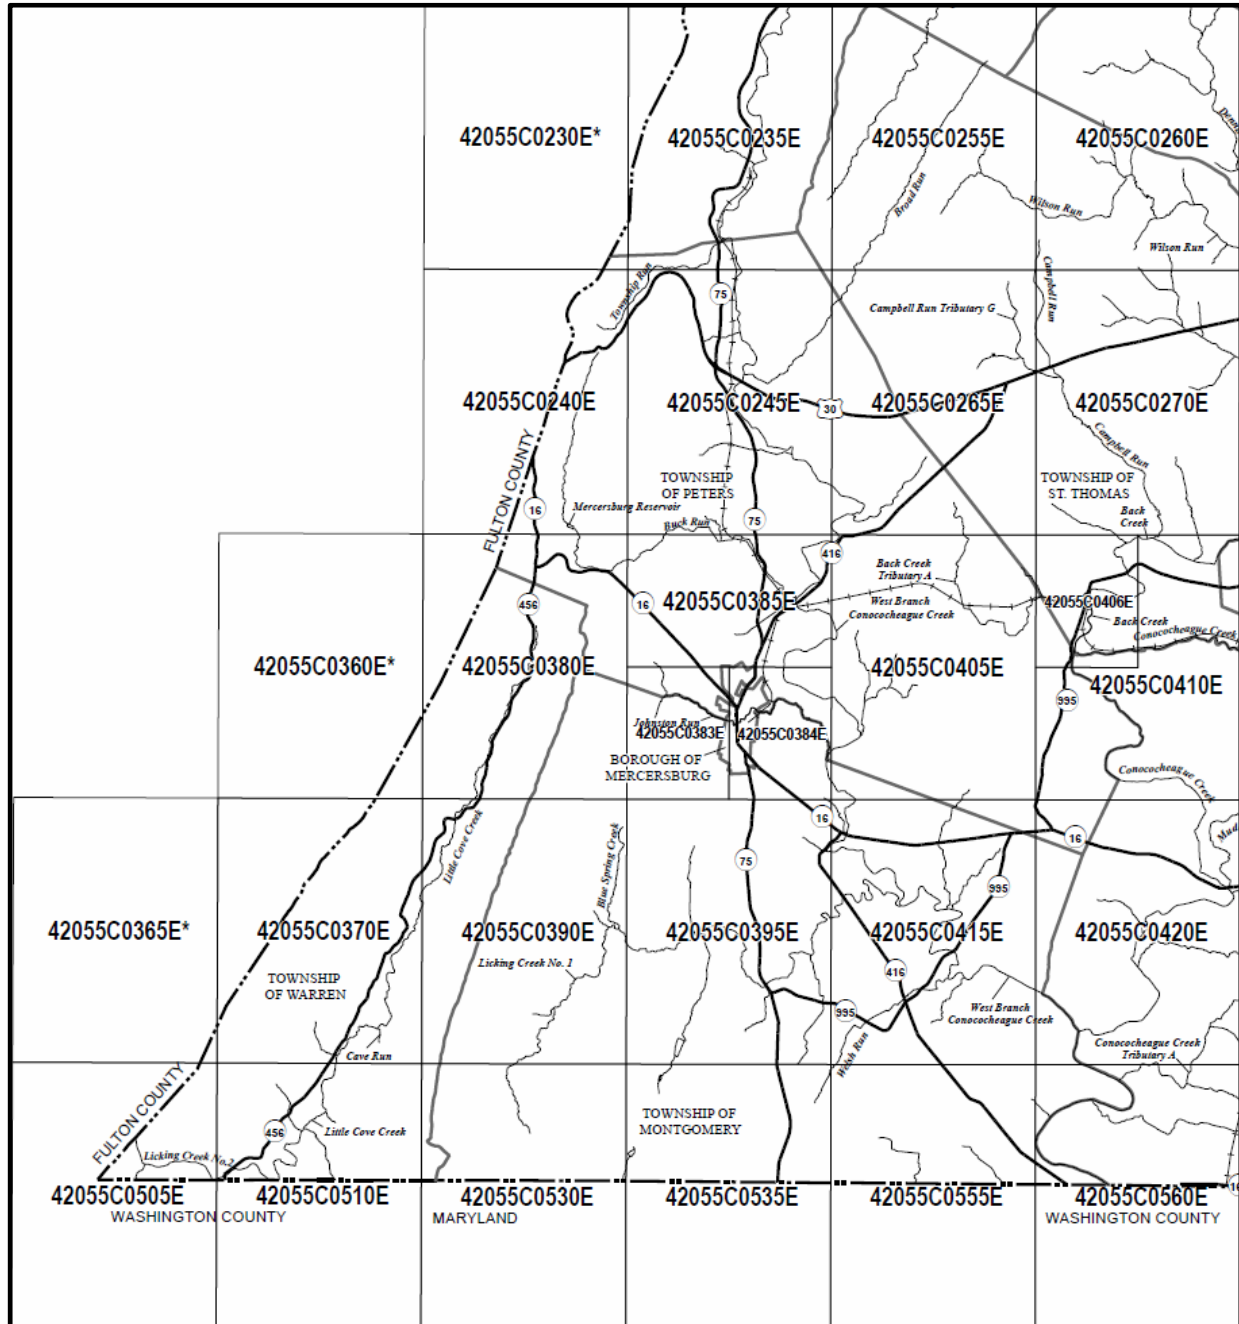 42055C0230E*
42055C0235E
42055C0255E
42055C0260E
Broad Run
Wilson Run
Wilson Run
Township Run
Campbell Run
75
Campbell Run Tributary G
42055C0240E
42055C0245E
30
42055C0265E
42055C0270E
FULTON COUNTY
Campbell Run
TOWNSHIP
OF PETERS
TOWNSHIP OF
ST. THOMAS
16
Mercersburg Reservoir
Buck Run
75
Back
Creek
416
Back Creek
Tributary A
456
16
42055C0385E
West Branch
Conococheague Creek
42055C0406E
Back Creek
Conococheague Creek
42055C0360E*
42055C0380E
42055C0405E
42055C0410E
995
Johnston Run
42055C0383E
42055C0384E
BOROUGH OF
MERCERSBURG
Conococheague Creek
Little Cove Creek
Blue Spring Creek
16
16
Mud
75
995
42055C0365E*
42055C0370E
42055C0390E
42055C0395E
42055C0415E
42055C0420E
Licking Creek No. 1
416
TOWNSHIP
OF WARREN
995
West Branch
Conococheague Creek
Cave Run
Welsh Run
Conococheague Creek
Tributary A
FULTON COUNTY
TOWNSHIP OF
MONTGOMERY
456
Little Cove Creek
Licking Creek No.2
16
42055C0505E
42055C0510E
42055C0530E
42055C0535E
42055C0555E
42055C0560E
WASHINGTON COUNTY
MARYLAND
WASHINGTON COUNTY